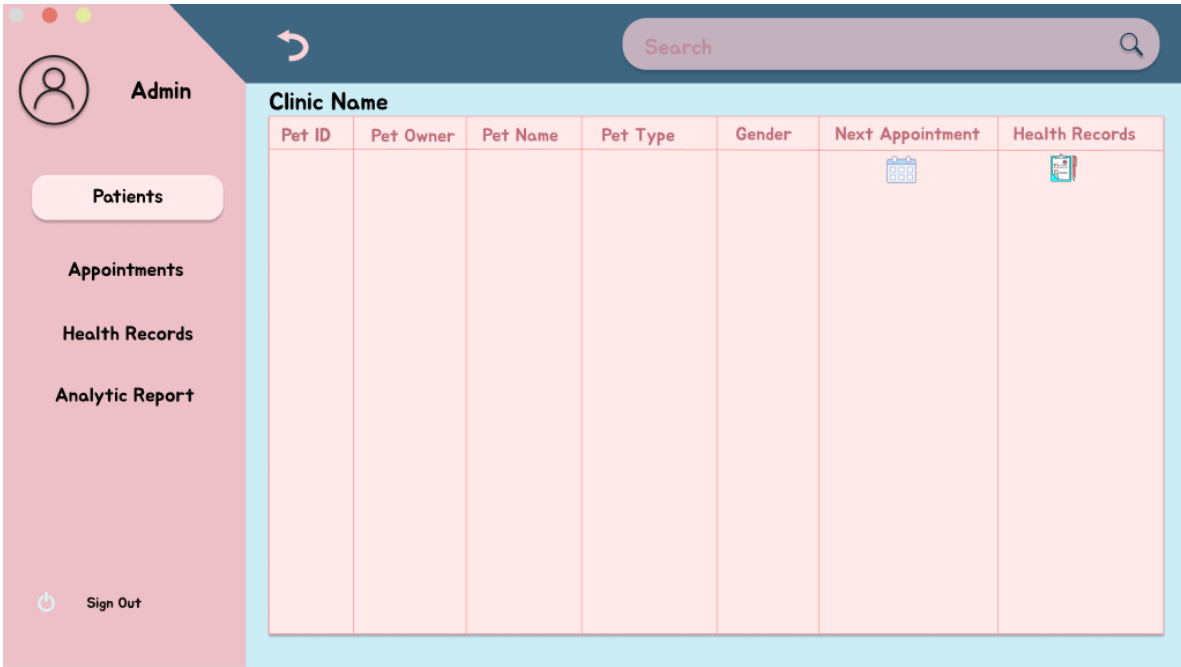 Admin
Patients
Appointments
Health Records
Analytic Report
Sign Out
Search
Clinic Name
Pet ID Pet Owner Pet Name Pet Type Gender Next Appointment Health Records